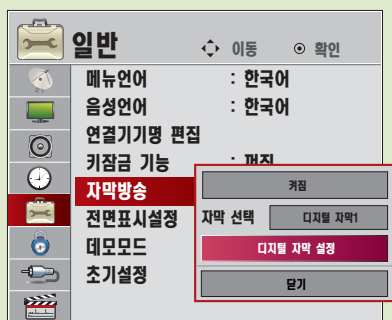 일반 이동 확인
메뉴언어 : 한국어
음성언어 : 한국어
연결기기명 편집
키잠금 기능 : 꺼짐
자막방송
켜짐
전면표시설정
자막 선택 디지털 자막1
데모모드
디지털 자막 설정
초기설정
닫기